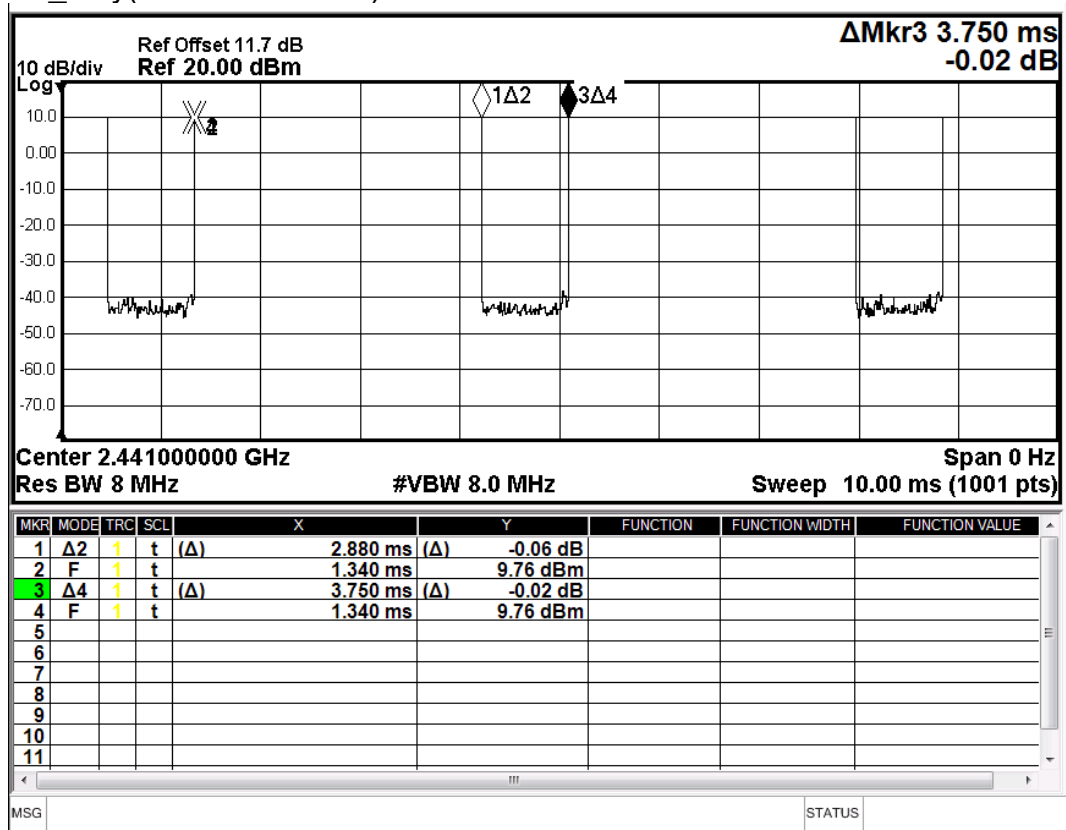 ΔMkr3 3.750 ms
Ref Offset 11.7 dB
-0.02 dB
10 dB/div Ref 20.00 dBm
Log
1Δ2 3Δ4
10.0
0.00
-10.0
-20.0
-30.0
-40.0
-50.0
-60.0
-70.0
Center 2.441000000 GHz Span 0 Hz
Res BW 8 MHz #VBW 8.0 MHz Sweep 10.00 ms (1001 pts)
MKR MODE TRC SCL X Y FUNCTION FUNCTION WIDTH FUNCTION VALUE
1 Δ2 1 t (Δ) 2.880 ms (Δ) -0.06 dB
2 F 1 t 1.340 ms 9.76 dBm
3 Δ4 1 t (Δ) 3.750 ms (Δ) -0.02 dB
4 F 1 t 1.340 ms 9.76 dBm
5
6
7
8
9
10
11
MSG STATUS